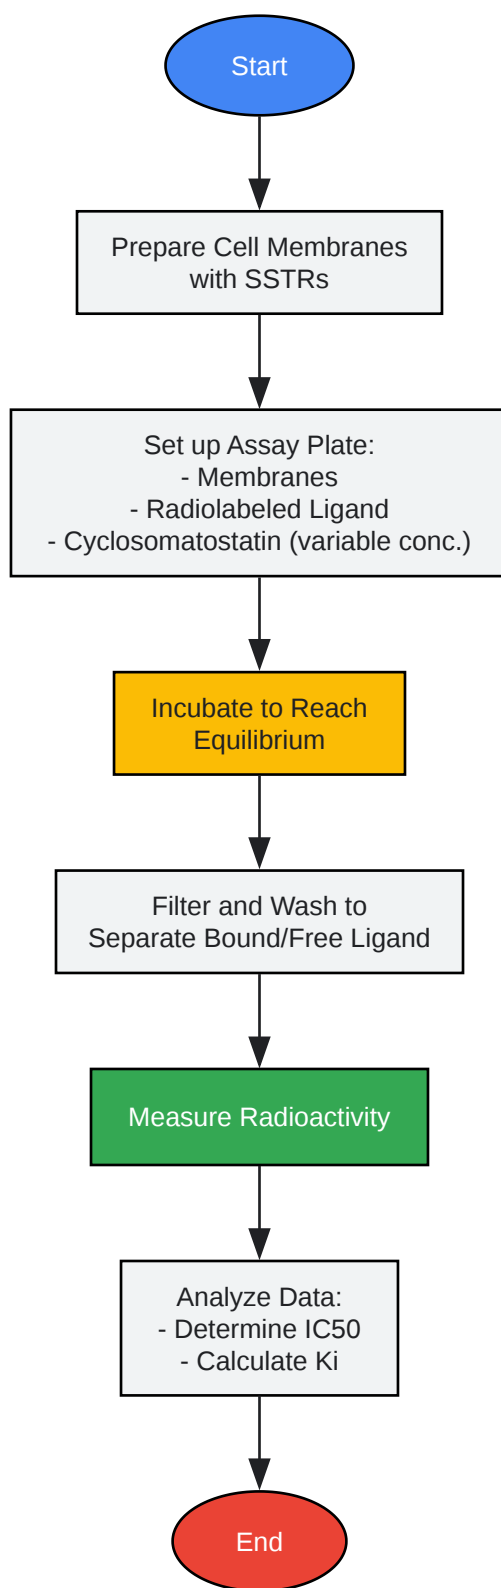 Start
Prepare Cell Membranes
with SSTRs
Set up Assay Plate:
- Membranes
- Radiolabeled Ligand
- Cyclosomatostatin (variable conc.)
Incubate to Reach
Equilibrium
Filter and Wash to
Separate Bound/Free Ligand
Measure Radioactivity
Analyze Data:
- Determine IC50
- Calculate Ki
End